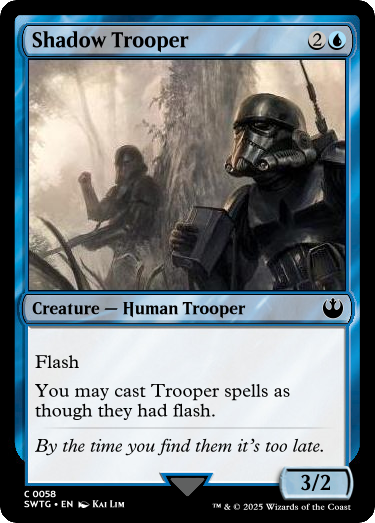 Shadow Trooper 2
Creature — Human Trooper
Flash
You may cast Trooper spells as
though they had flash.
By the time you find them it's too late.
3/2
C 0058
SWTG • EN Kai Lim
™ & © 2025 Wizards of the Coast